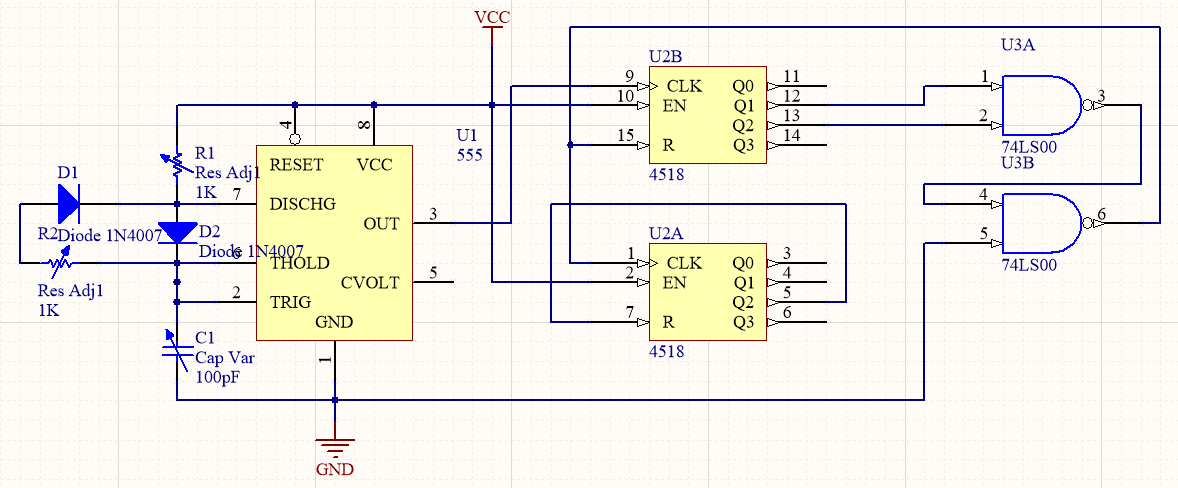 VCC
U3A
U2B
9 CLK Q0 11
10 EN Q1 12
Q2 13
15 R Q3 14
4518
1
2
3
74LS00
U3B
4
5
6
74LS00
4
8
U1
555
R1
Res Adj1
1K
RESET VCC
D1
7 DISCHG
D2
R2 Diode 1N4007
Diode 1N4007
OUT 3
6 THOLD
CVOLT 5
Res Adj1
1K
2 TRIG
GND
1
C1
Cap Var
100pF
U2A
1 CLK Q0 3
2 EN Q1 4
Q2 5
7 R Q3 6
4518
GND